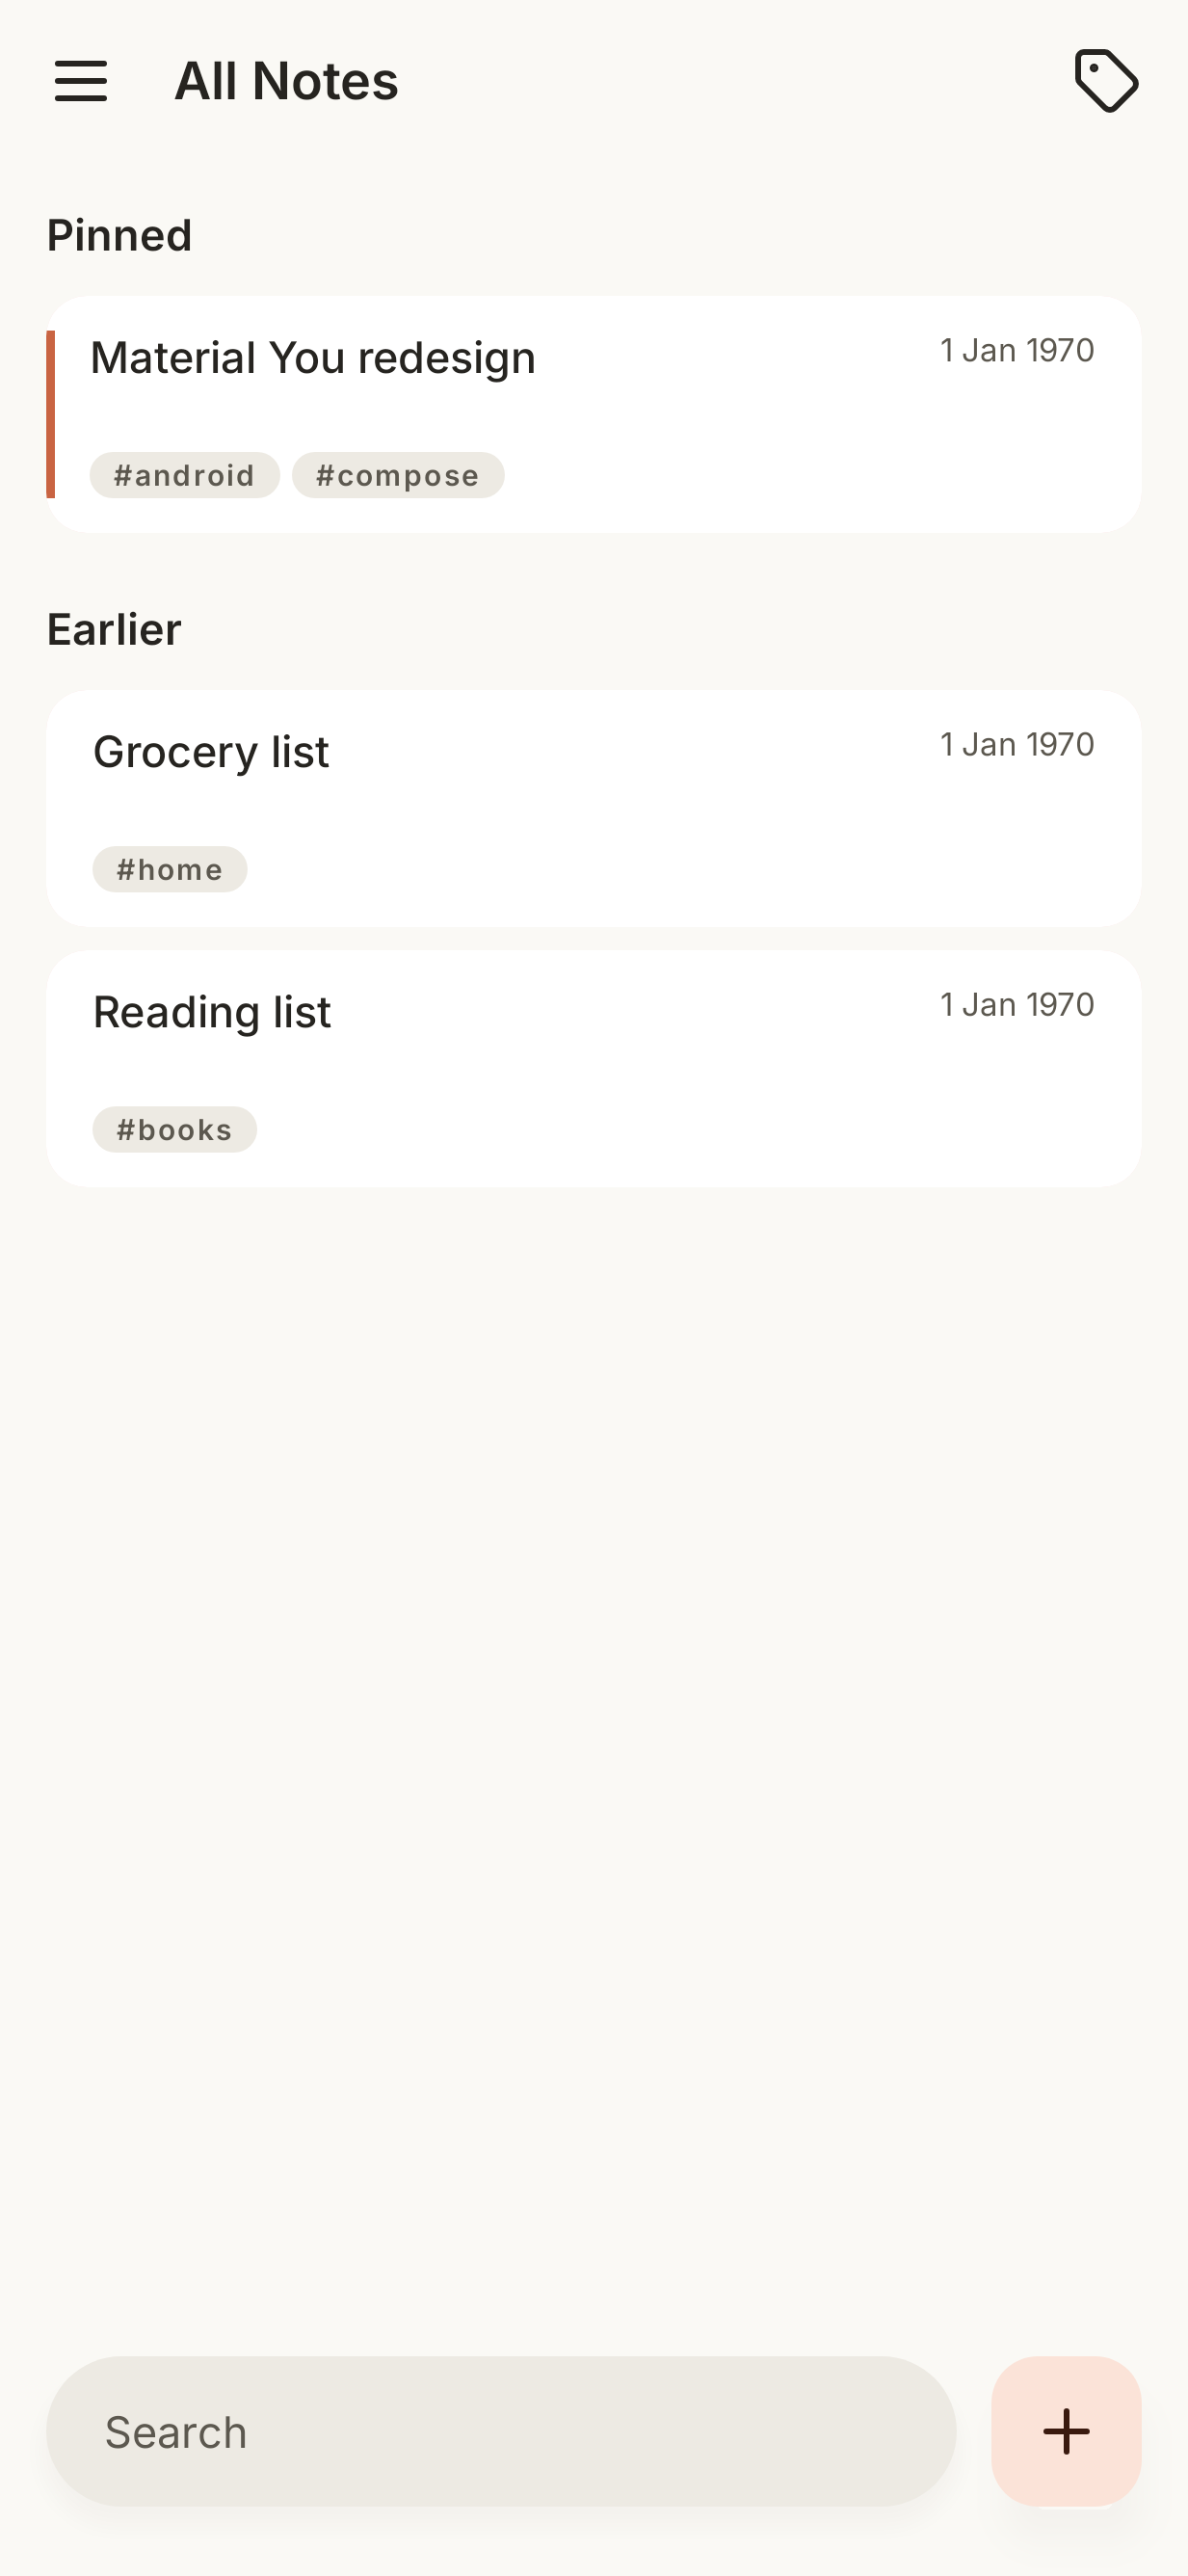 All Notes
Pinned
Material You redesign
1 Jan 1970
#android #compose
Earlier
Grocery list
1 Jan 1970
#home
Reading list
1 Jan 1970
#books
Search